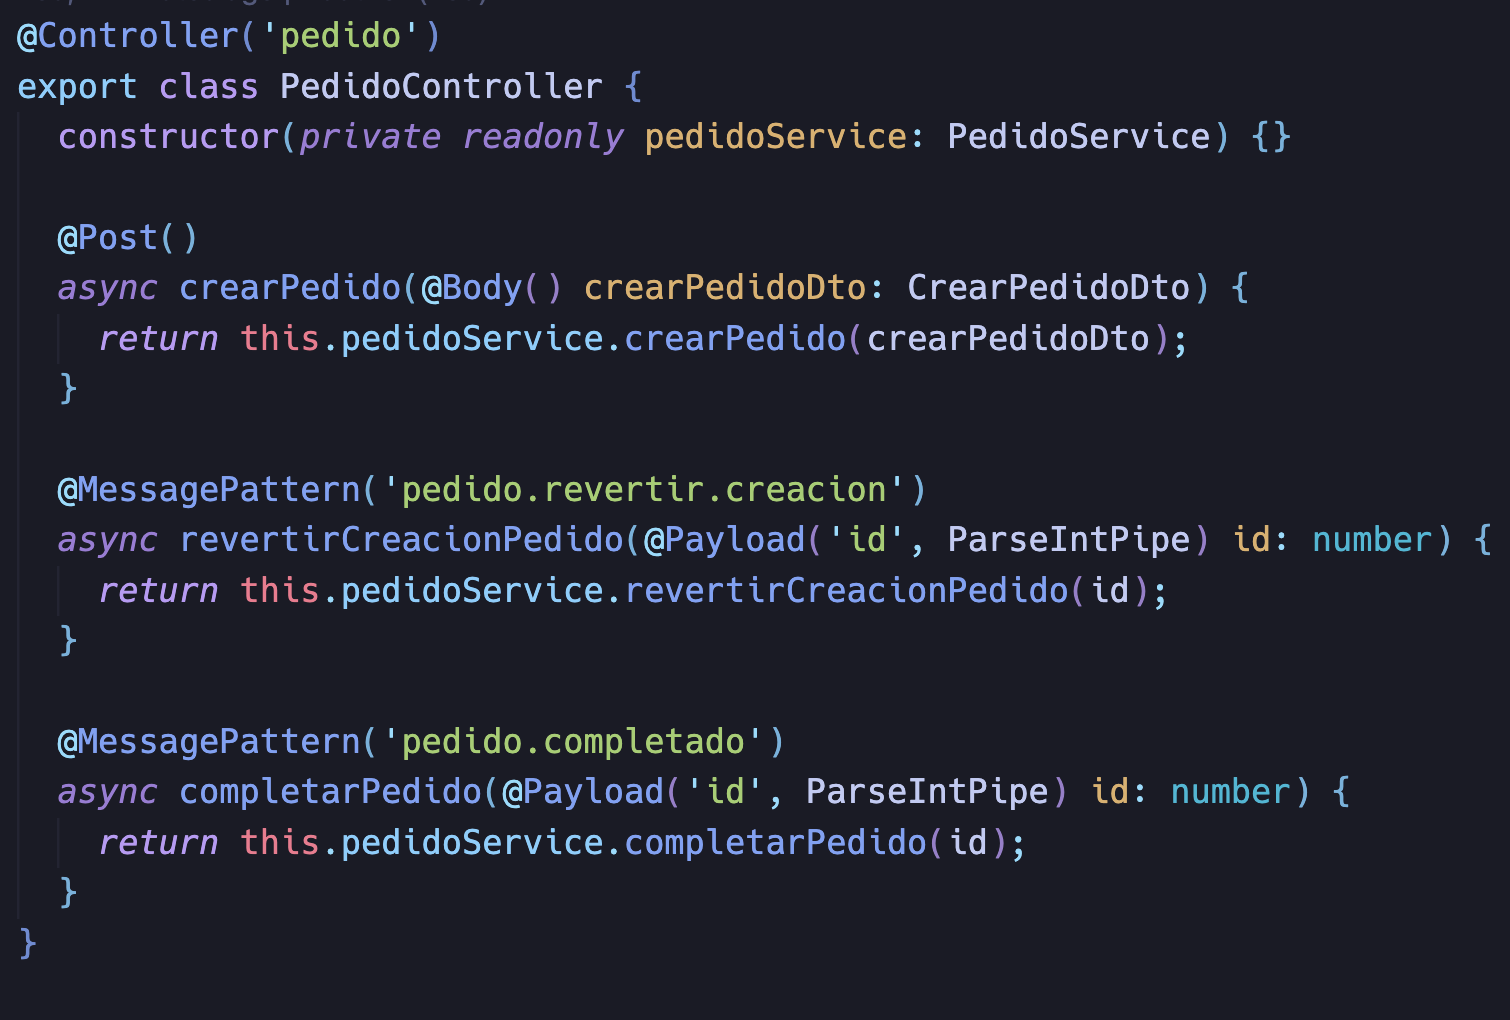 @Controller('pedido')
export class PedidoController {
  constructor(private readonly pedidoService: PedidoService) {}

  @Post()
  async crearPedido(@Body() crearPedidoDto: CrearPedidoDto) {
    return this.pedidoService.crearPedido(crearPedidoDto);
  }

  @MessagePattern('pedido.revertir.creacion')
  async revertirCreacionPedido(@Payload('id', ParseIntPipe) id: number) {
    return this.pedidoService.revertirCreacionPedido(id);
  }

  @MessagePattern('pedido.completado')
  async completarPedido(@Payload('id', ParseIntPipe) id: number) {
    return this.pedidoService.completarPedido(id);
  }
}